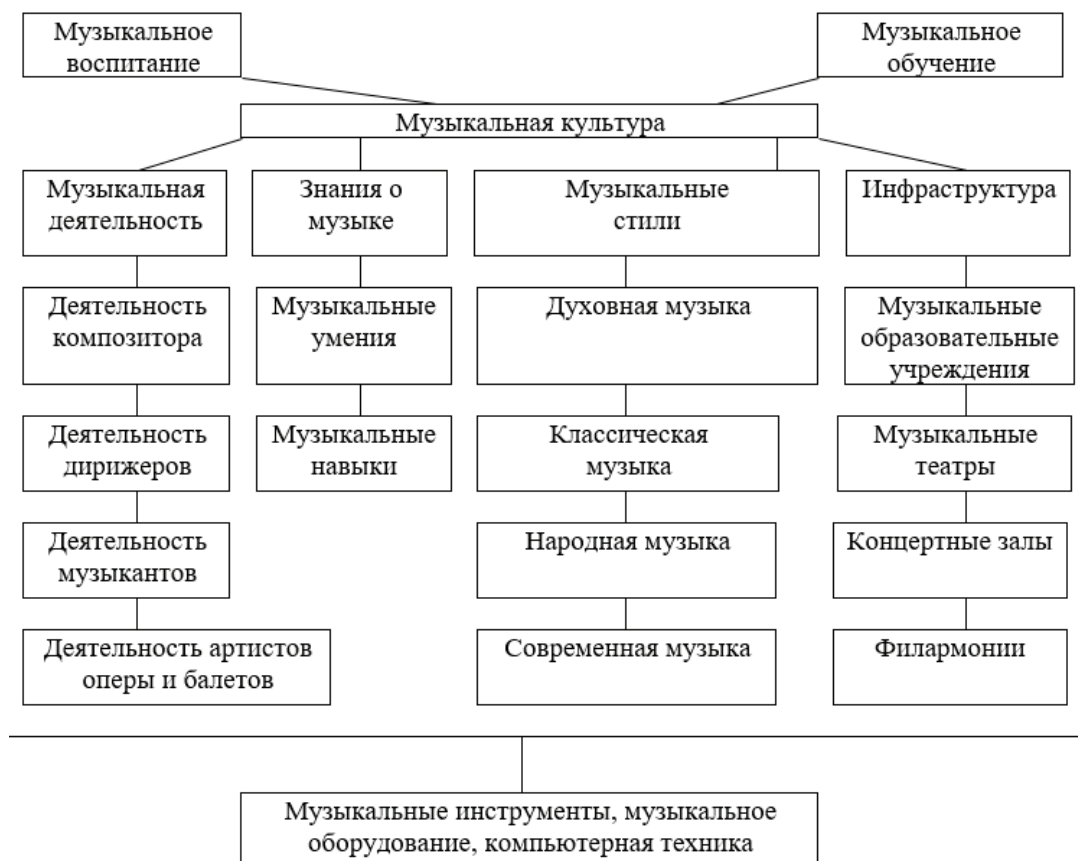 Музыкальное
воспитание
Музыкальное
обучение
Музыкальная культура
Музыкальная
деятельность
Знания о
музыке
Музыкальные
стили
Инфраструктура
Деятельность
композитора
Музыкальные
умения
Духовная музыка
Музыкальные
образовательные
учреждения
Деятельность
дирижеров
Музыкальные
навыки
Классическая
музыка
Музыкальные
театры
Деятельность
музыкантов
Народная музыка
Концертные залы
Деятельность артистов
оперы и балетов
Современная музыка
Филармонии
Музыкальные инструменты, музыкальное
оборудование, компьютерная техника